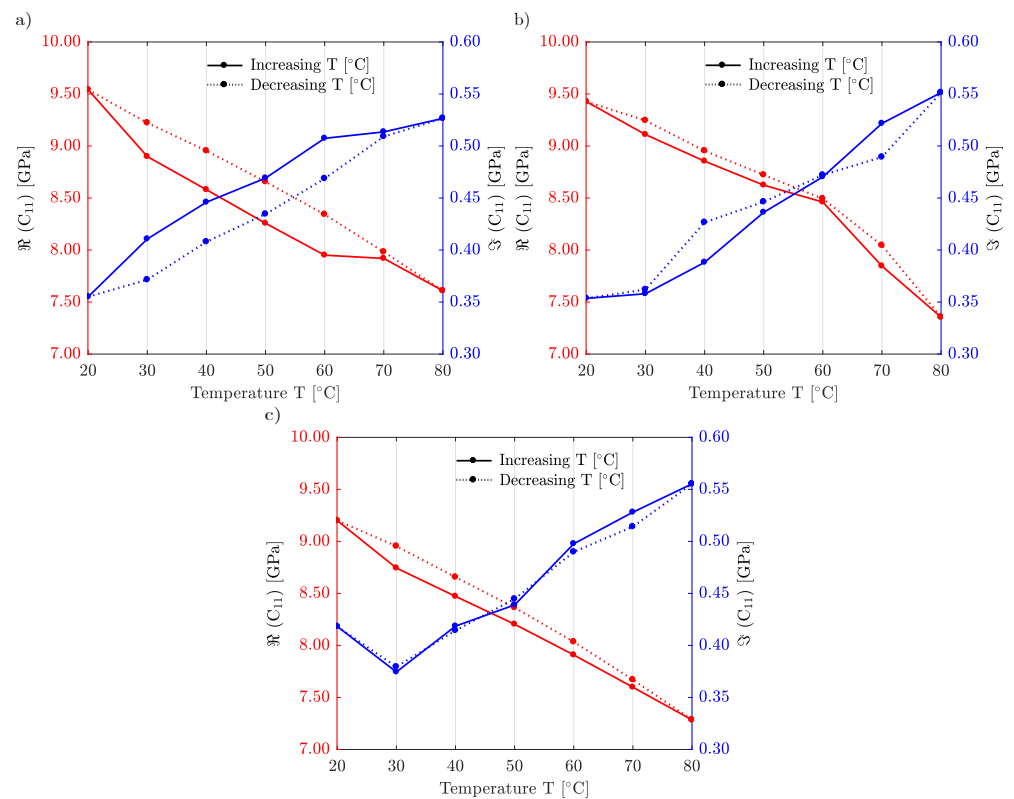 a)
10.00
9.50
9.00
8.50
8.00
7.50
7.00
ℜ (C₁₁) [GPa]
Increasing T [°C]
Decreasing T [°C]
0.60
0.55
0.50
0.45
0.40
0.35
0.30
ℑ (C₁₁) [GPa]
20 30 40 50 60 70 80
Temperature T [°C]
b)
10.00
9.50
9.00
8.50
8.00
7.50
7.00
ℜ (C₁₁) [GPa]
Increasing T [°C]
Decreasing T [°C]
0.60
0.55
0.50
0.45
0.40
0.35
0.30
ℑ (C₁₁) [GPa]
20 30 40 50 60 70 80
Temperature T [°C]
c)
10.00
9.50
9.00
8.50
8.00
7.50
7.00
ℜ (C₁₁) [GPa]
Increasing T [°C]
Decreasing T [°C]
0.60
0.55
0.50
0.45
0.40
0.35
0.30
ℑ (C₁₁) [GPa]
20 30 40 50 60 70 80
Temperature T [°C]